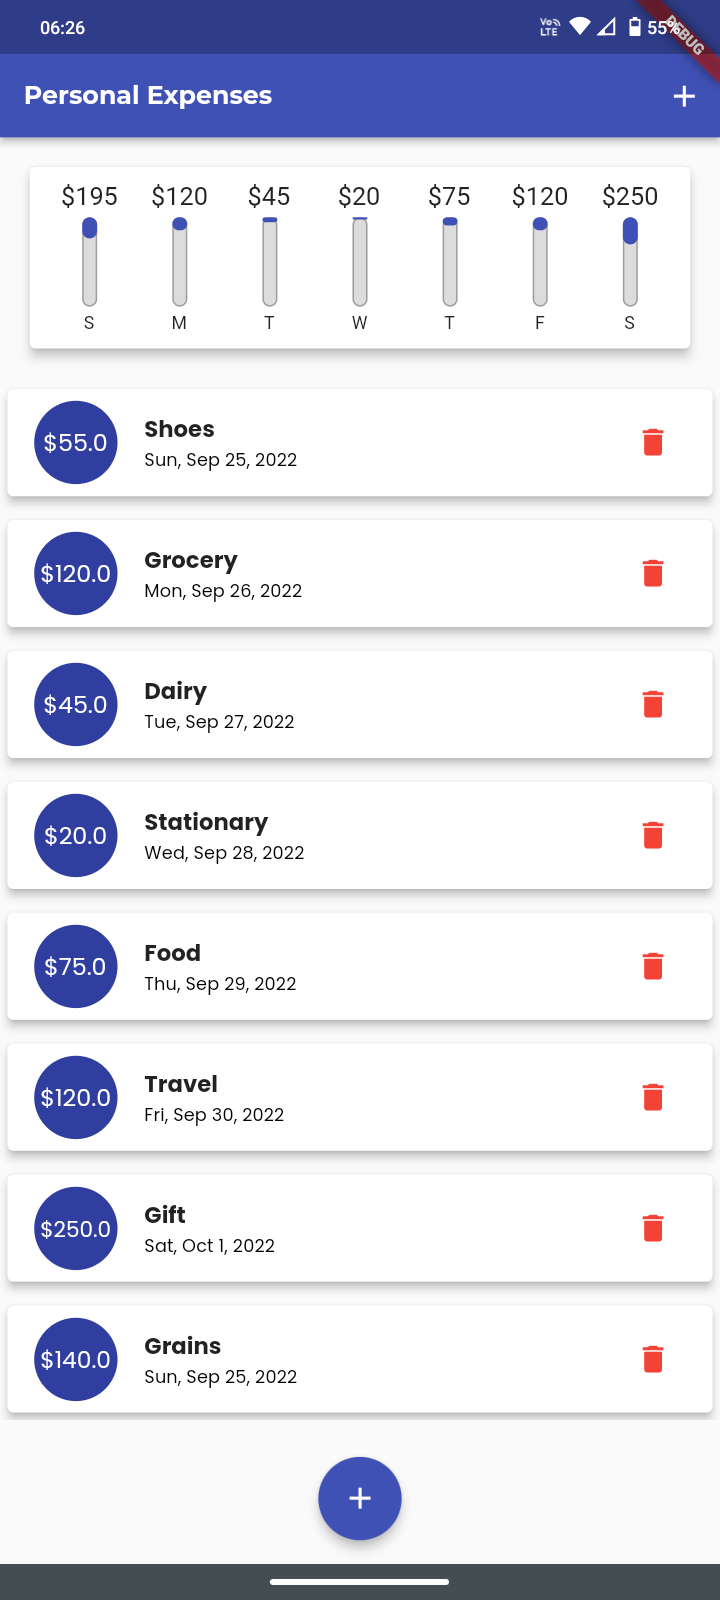 06:26
Vo LTE
55%
DEBUG
Personal Expenses
$195 $120 $45 $20 $75 $120 $250
S M T W T F S
$55.0
Shoes
Sun, Sep 25, 2022
$120.0
Grocery
Mon, Sep 26, 2022
$45.0
Dairy
Tue, Sep 27, 2022
$20.0
Stationary
Wed, Sep 28, 2022
$75.0
Food
Thu, Sep 29, 2022
$120.0
Travel
Fri, Sep 30, 2022
$250.0
Gift
Sat, Oct 1, 2022
$140.0
Grains
Sun, Sep 25, 2022